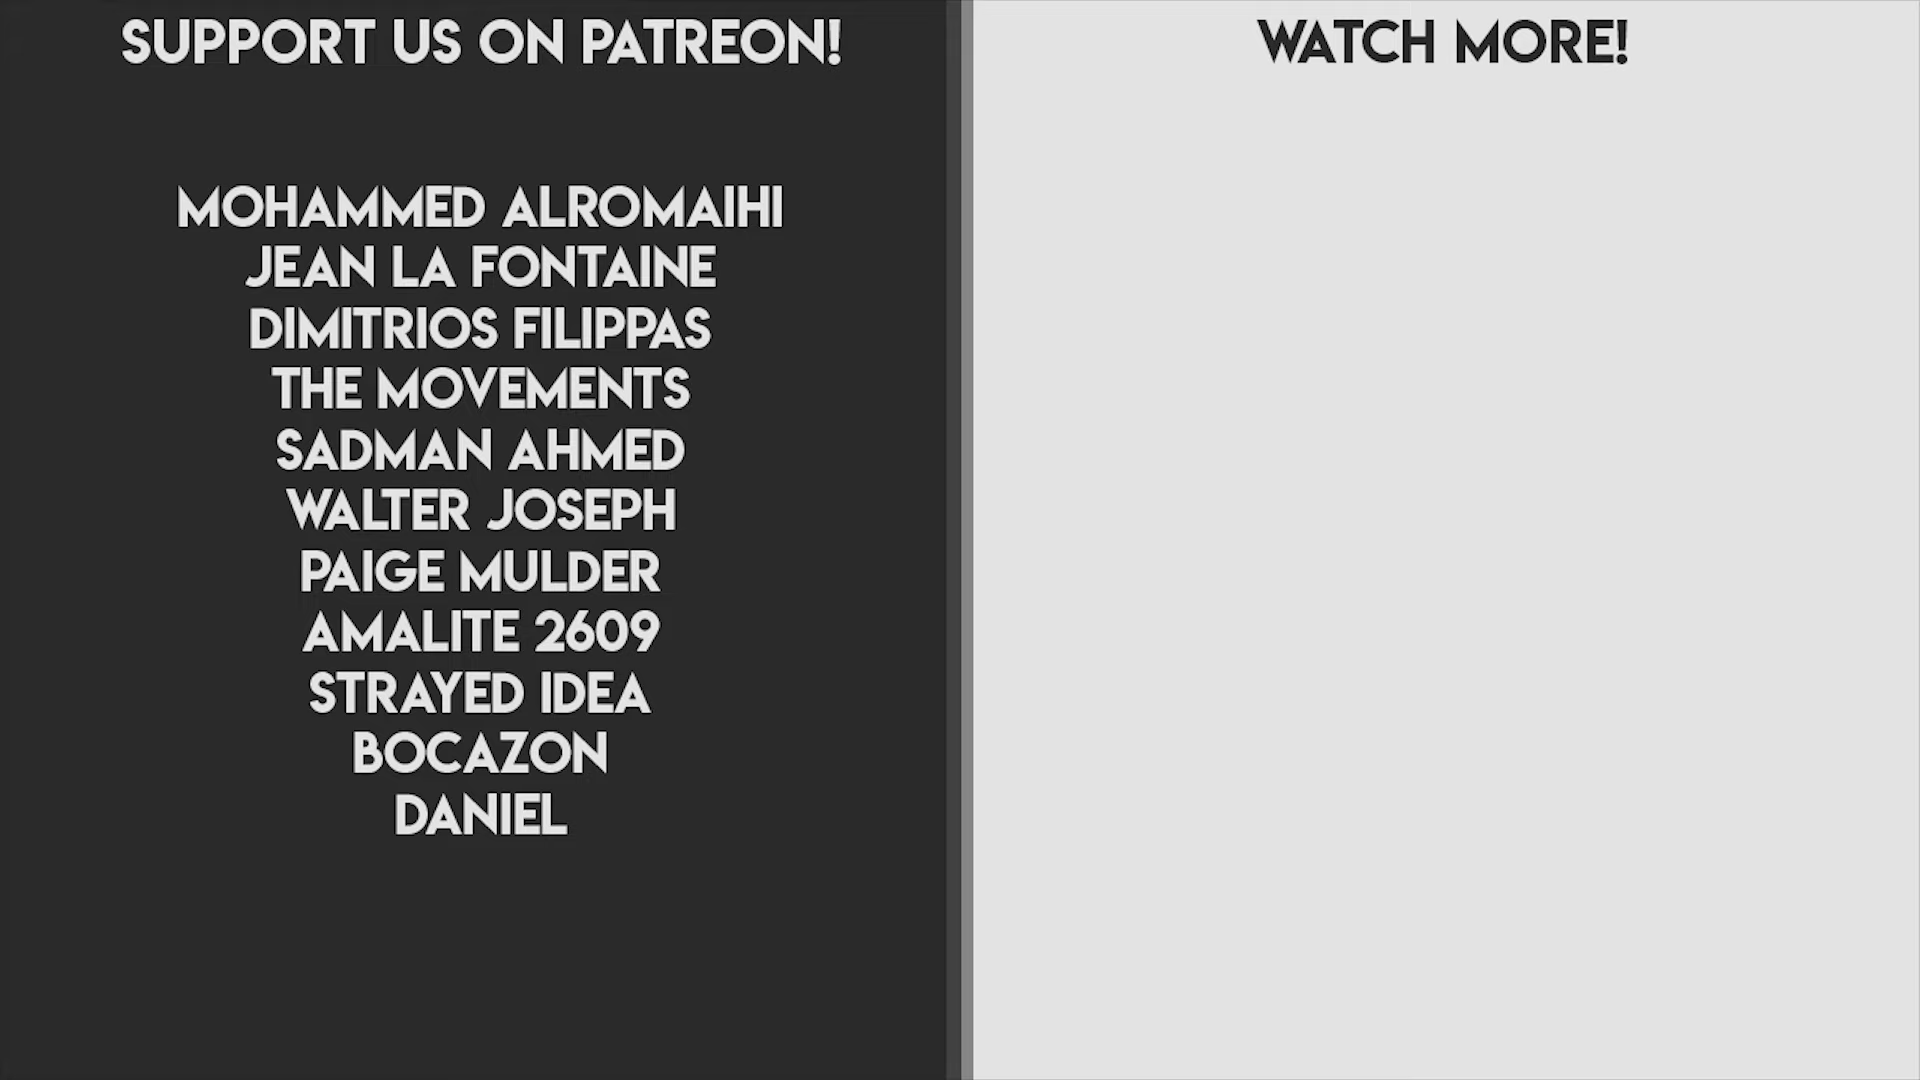 SUPPORT US ON PATREON!
MOHAMMED ALROMAIHI
JEAN LA FONTAINE
DIMITRIOS FILIPPAS
THE MOVEMENTS
SADMAN AHMED
WALTER JOSEPH
PAIGE MULDER
AMALITE 2609
STRAYED IDEA
BOCAZON
DANIEL
WATCH MORE!